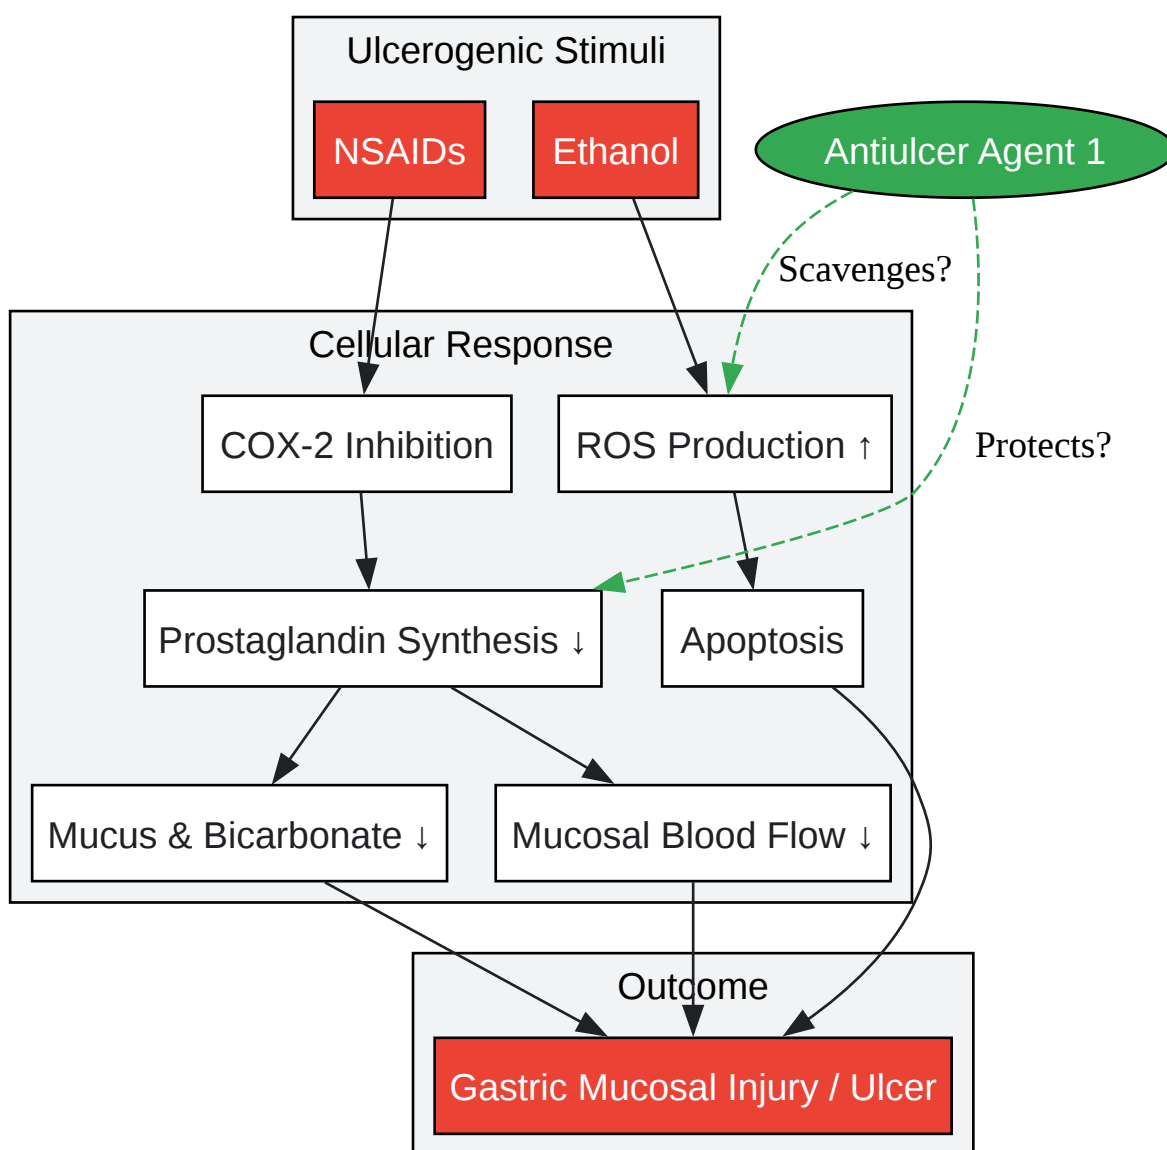 Ulcerogenic Stimuli
NSAIDs
Ethanol
Antiulcer Agent 1
Scavenges?
Cellular Response
COX-2 Inhibition
ROS Production ↑
Protects?
Prostaglandin Synthesis ↓
Apoptosis
Mucus & Bicarbonate ↓
Mucosal Blood Flow ↓
Outcome
Gastric Mucosal Injury / Ulcer